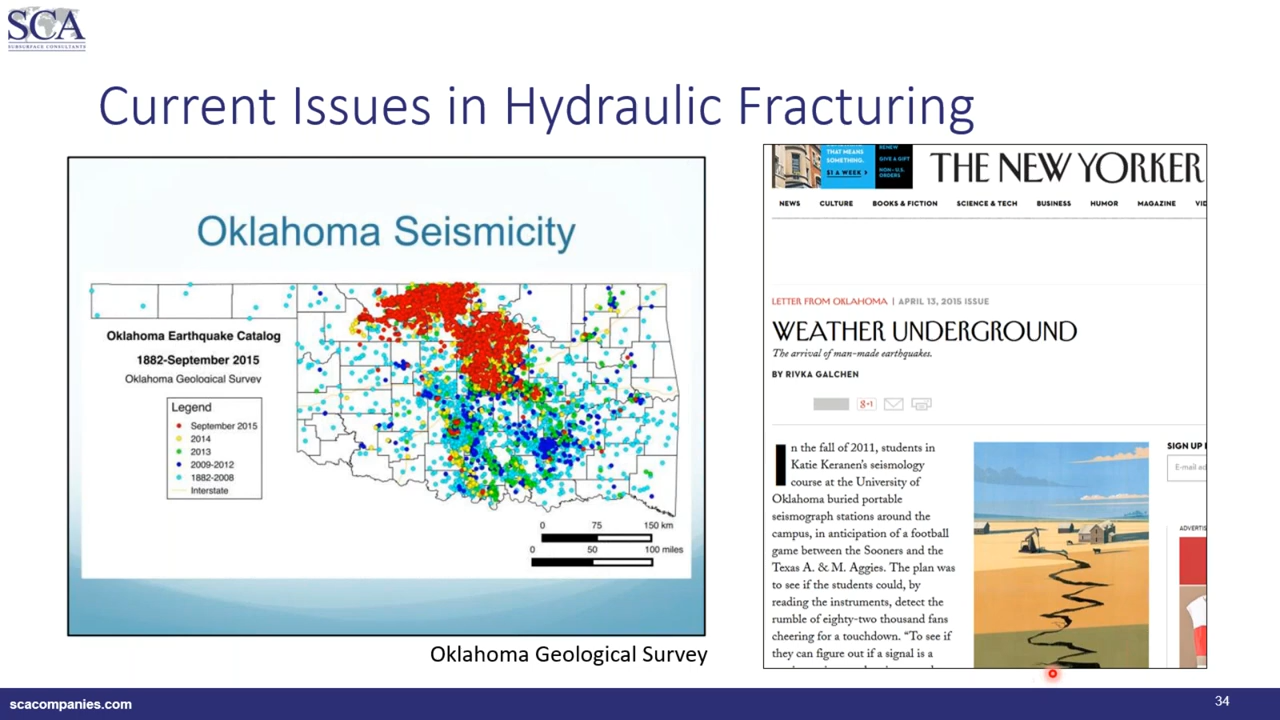 SCA
SUBSURFACE CONSULTANTS
Current Issues in Hydraulic Fracturing
Oklahoma Seismicity
Oklahoma Earthquake Catalog
1882-September 2015
Oklahoma Geological Survey
Legend
September 2015
2014
2013
2009-2012
1882-2008
Interstate
0 75 150 km
0 50 100 miles
Oklahoma Geological Survey
THAT MEANS
SOMETHING.
$1 A WEEK >
RENEW
GIVE A GIFT
NON-U.S.
ORDERS
THE NEW YORKER
NEWS CULTURE BOOKS & FICTION SCIENCE & TECH BUSINESS HUMOR MAGAZINE VID
LETTER FROM OKLAHOMA | APRIL 13, 2015 ISSUE
WEATHER UNDERGROUND
The arrival of man-made earthquakes.
BY RIVKA GALCHEN
g+1
In the fall of 2011, students in
Katie Keranen's seismology
course at the University of
Oklahoma buried portable
seismograph stations around the
campus, in anticipation of a football
game between the Sooners and the
Texas A. & M. Aggies. The plan was
to see if the students could, by
reading the instruments, detect the
rumble of eighty-two thousand fans
cheering for a touchdown. “To see if
they can figure out if a signal is a
SIGN UP
E-mail ad
ADVERTIS
scacompanies.com
34